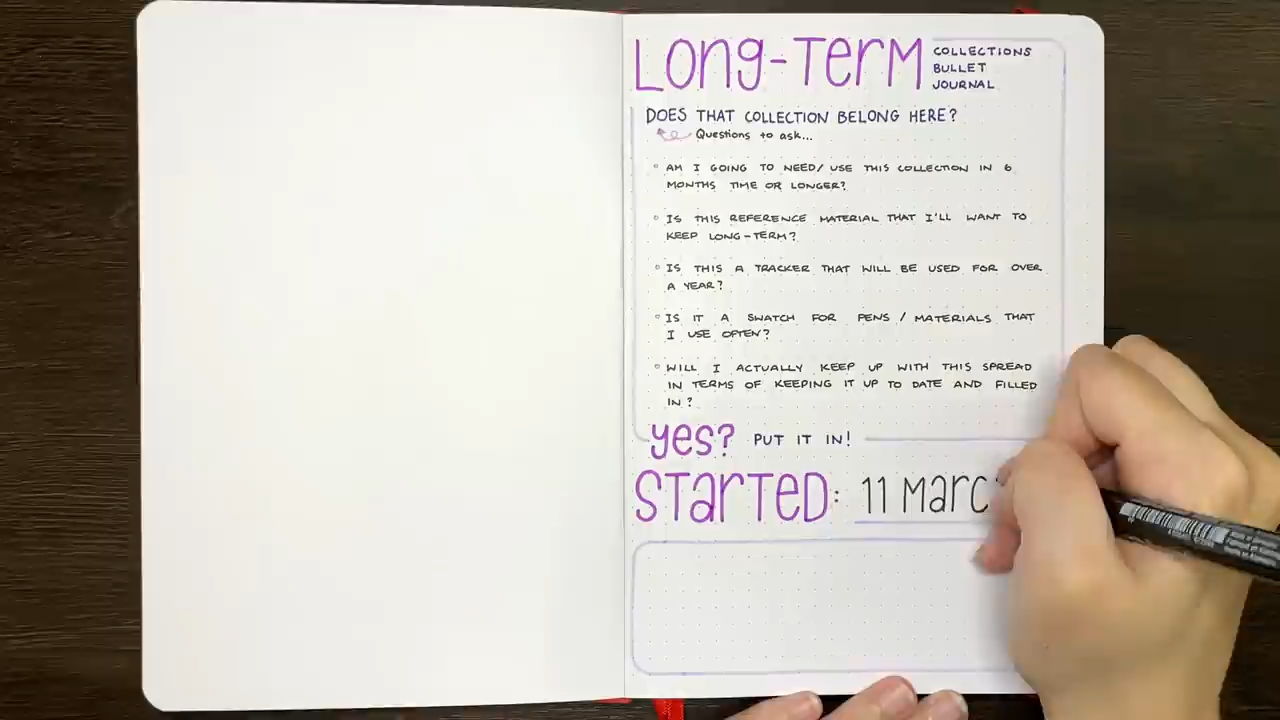 LONG-TERM
COLLECTIONS
BULLET
JOURNAL
DOES THAT COLLECTION BELONG HERE?
Questions to ask...
AM I GOING TO NEED/USE THIS COLLECTION IN 6
MONTHS TIME OR LONGER?
IS THIS REFERENCE MATERIAL THAT I'LL WANT TO
KEEP LONG-TERM?
IS THIS A TRACKER THAT WILL BE USED FOR OVER
A YEAR?
IS IT A SWATCH FOR PENS / MATERIALS THAT
I USE OFTEN?
WILL I ACTUALLY KEEP UP WITH THIS SPREAD
IN TERMS OF KEEPING IT UP TO DATE AND FILLED
IN?
YES? PUT IT IN!
STARTED: 11 Marc